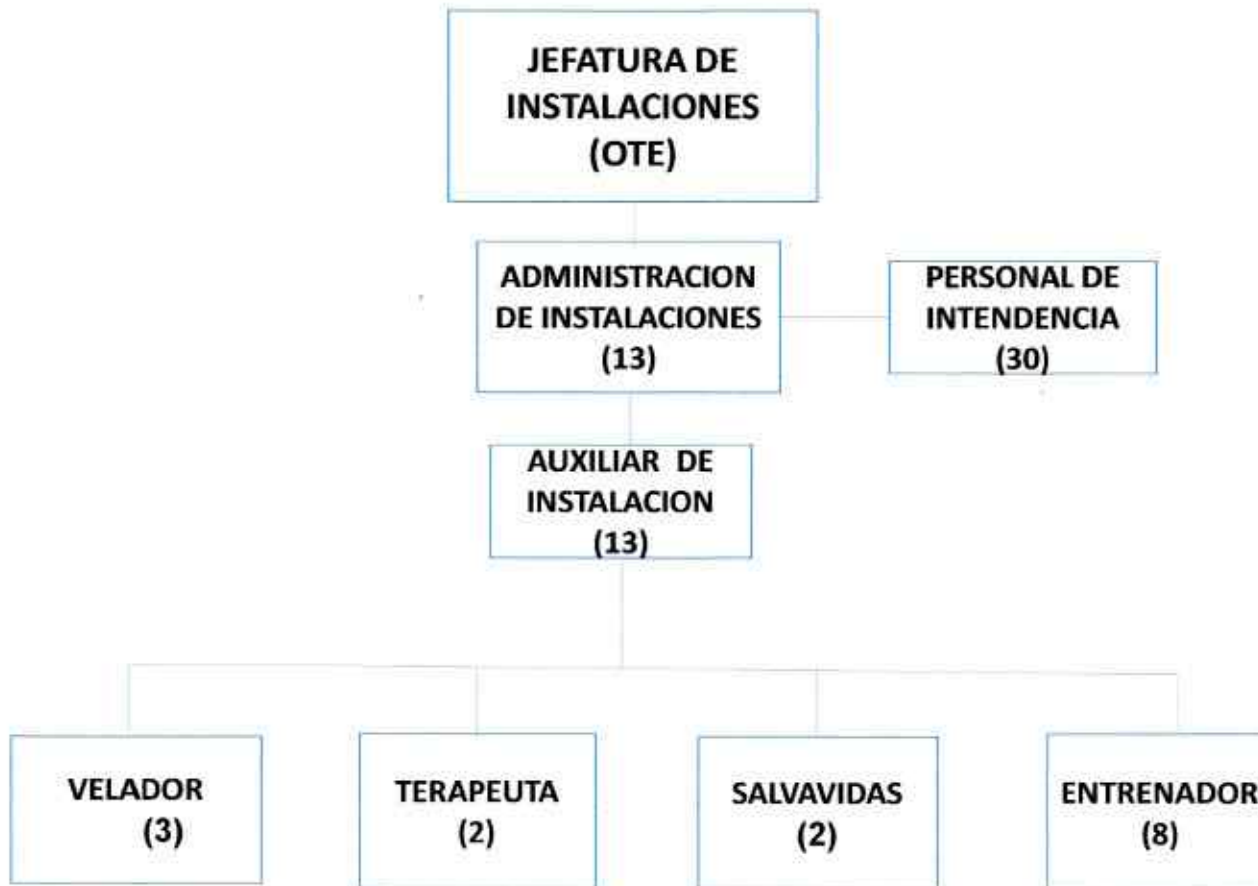 JEFATURA DE
INSTALACIONES
(OTE)
ADMINISTRACION
DE INSTALACIONES
(13)
PERSONAL DE
INTENDENCIA
(30)
AUXILIAR DE
INSTALACION
(13)
VELADOR
(3)
TERAPEUTA
(2)
SALVAVIDAS
(2)
ENTRENADOR
(8)